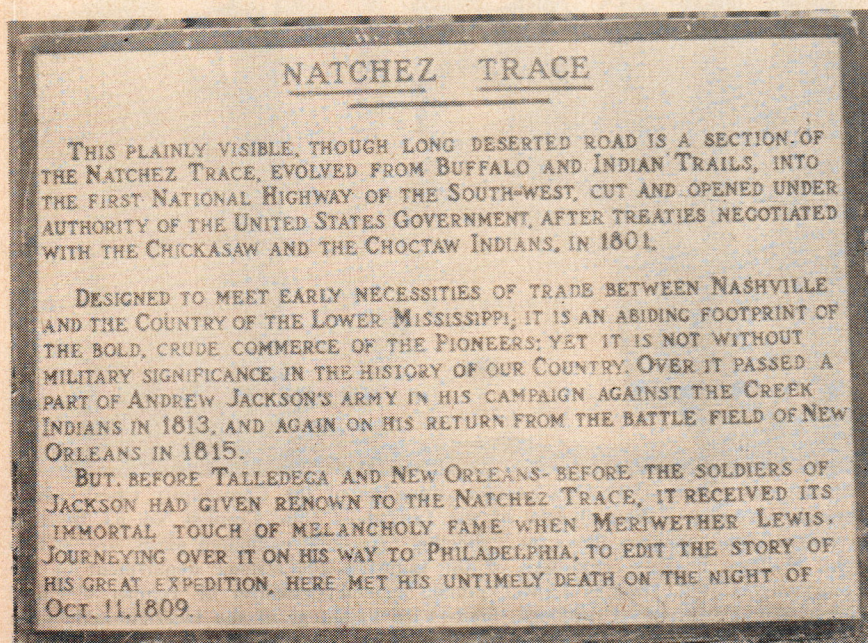 NATCHEZ TRACE
THIS PLAINLY VISIBLE, THOUGH LONG DESERTED ROAD IS A SECTION OF
THE NATCHEZ TRACE, EVOLVED FROM BUFFALO AND INDIAN TRAILS, INTO
THE FIRST NATIONAL HIGHWAY OF THE SOUTH-WEST, CUT AND OPENED UNDER
AUTHORITY OF THE UNITED STATES GOVERNMENT, AFTER TREATIES NEGOTIATED
WITH THE CHICKASAW AND THE CHOCTAW INDIANS, IN 1801.
DESIGNED TO MEET EARLY NECESSITIES OF TRADE BETWEEN NASHVILLE
AND THE COUNTRY OF THE LOWER MISSISSIPPI; IT IS AN ABIDING FOOTPRINT OF
THE BOLD, CRUDE COMMERCE OF THE PIONEERS: YET IT IS NOT WITHOUT
MILITARY SIGNIFICANCE IN THE HISTORY OF OUR COUNTRY. OVER IT PASSED A
PART OF ANDREW JACKSON'S ARMY IN HIS CAMPAIGN AGAINST THE CREEK
INDIANS IN 1813, AND AGAIN ON HIS RETURN FROM THE BATTLE FIELD OF NEW
ORLEANS IN 1815.
BUT. BEFORE TALLEDEGA AND NEW ORLEANS- BEFORE THE SOLDIERS OF
JACKSON HAD GIVEN RENOWN TO THE NATCHEZ TRACE, IT RECEIVED ITS
IMMORTAL TOUCH OF MELANCHOLY FAME WHEN MERIWETHER LEWIS.
JOURNEYING OVER IT ON HIS WAY TO PHILADELPHIA, TO EDIT THE STORY OF
HIS GREAT EXPEDITION, HERE MET HIS UNTIMELY DEATH ON THE NIGHT OF
OCT. 11.1809.